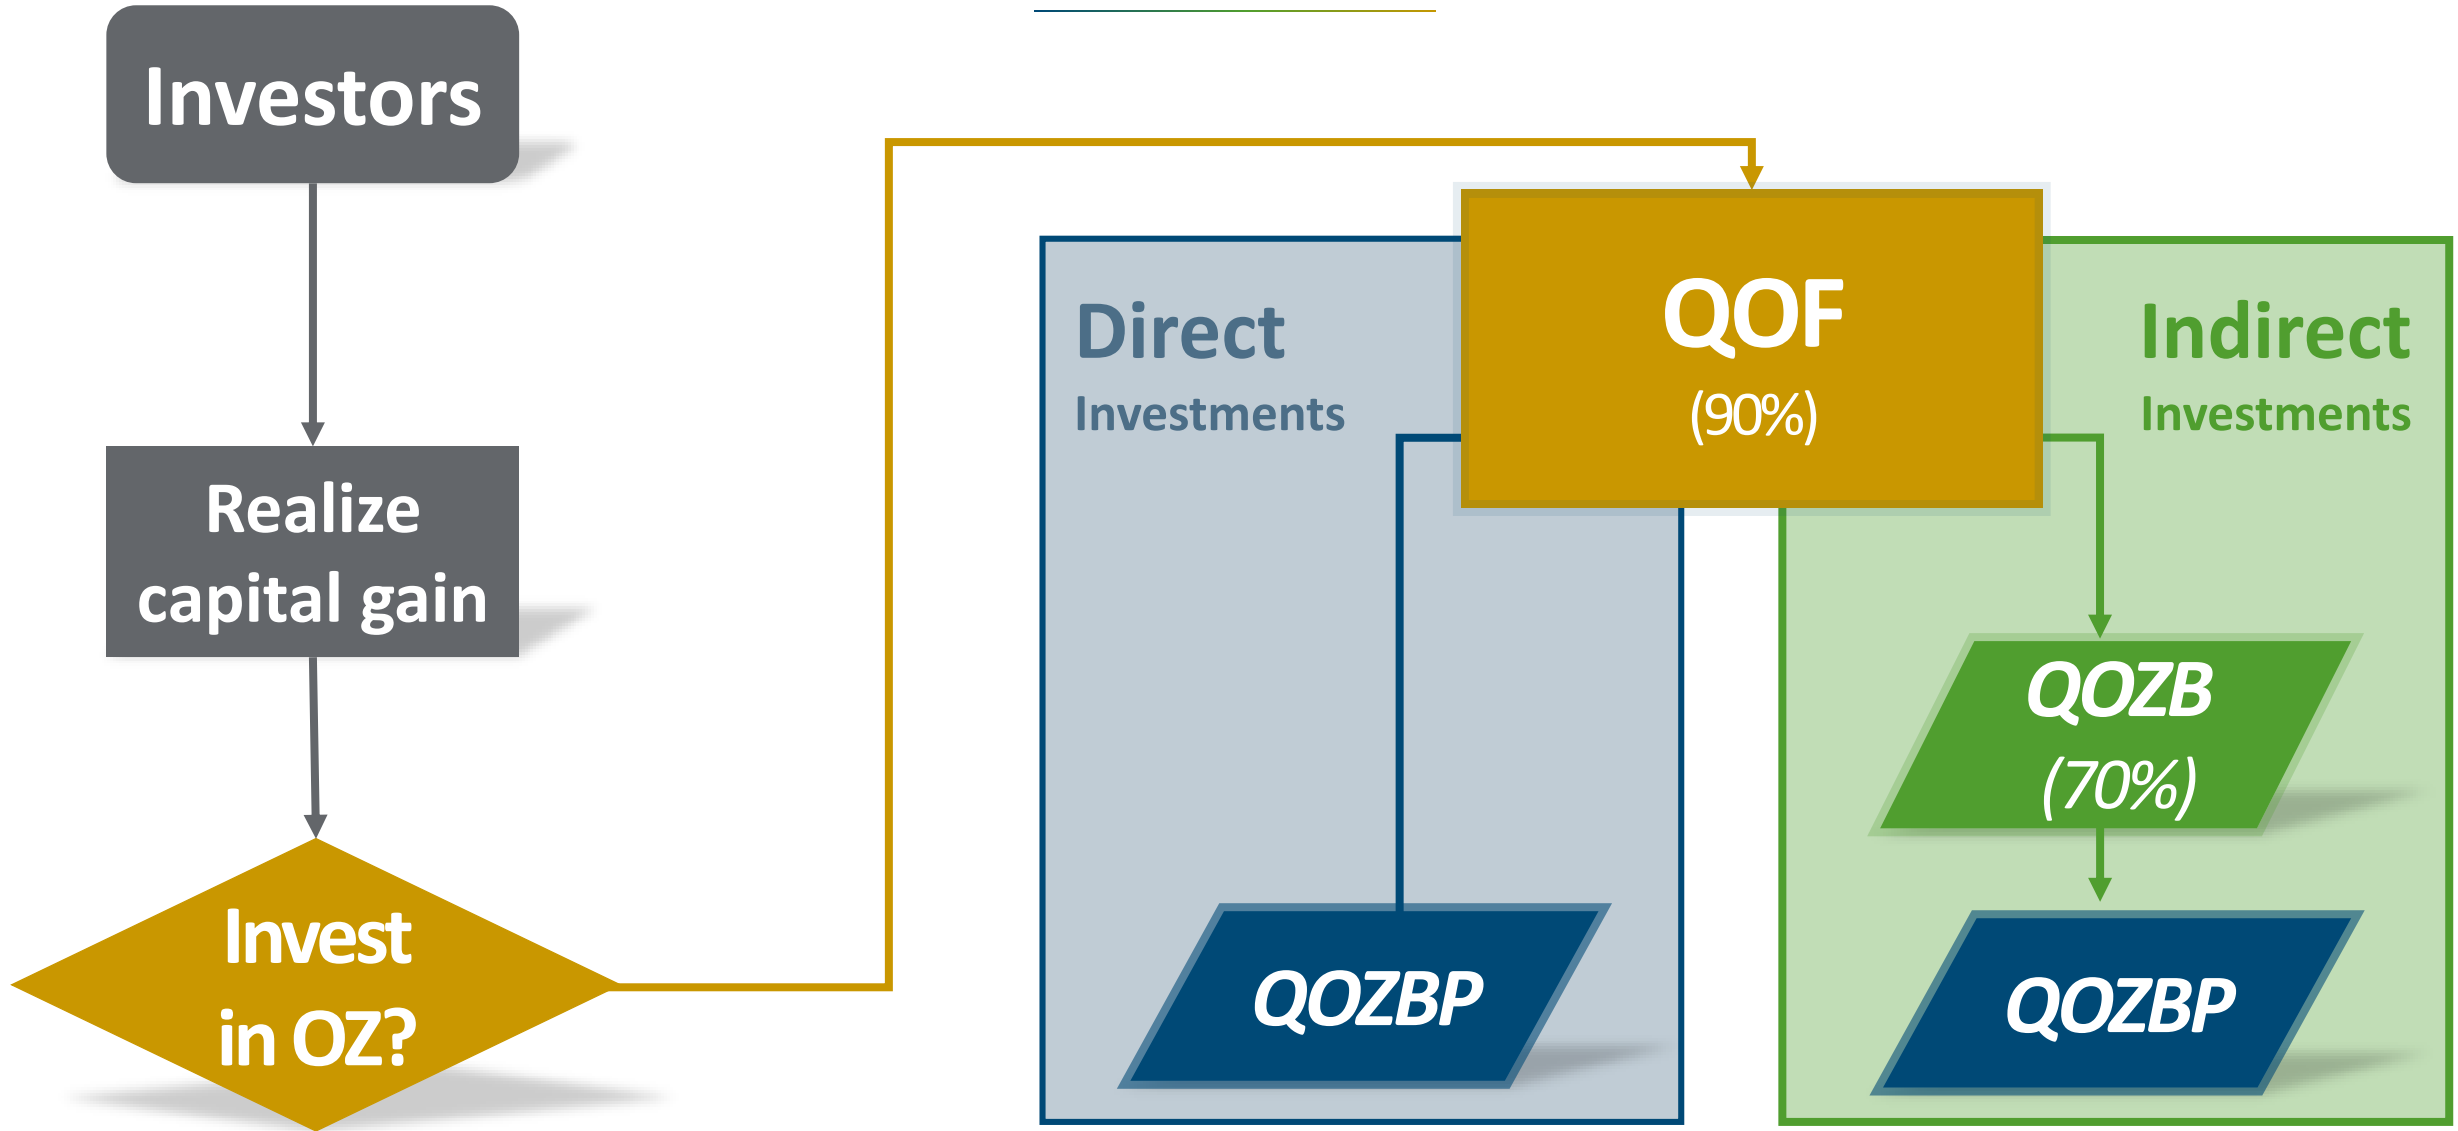 Investors
Realize
capital gain
Invest
in OZ?
QOF
(90%)
Direct
Investments
QOZBP
Indirect
Investments
QOZB
(70%)
QOZBP